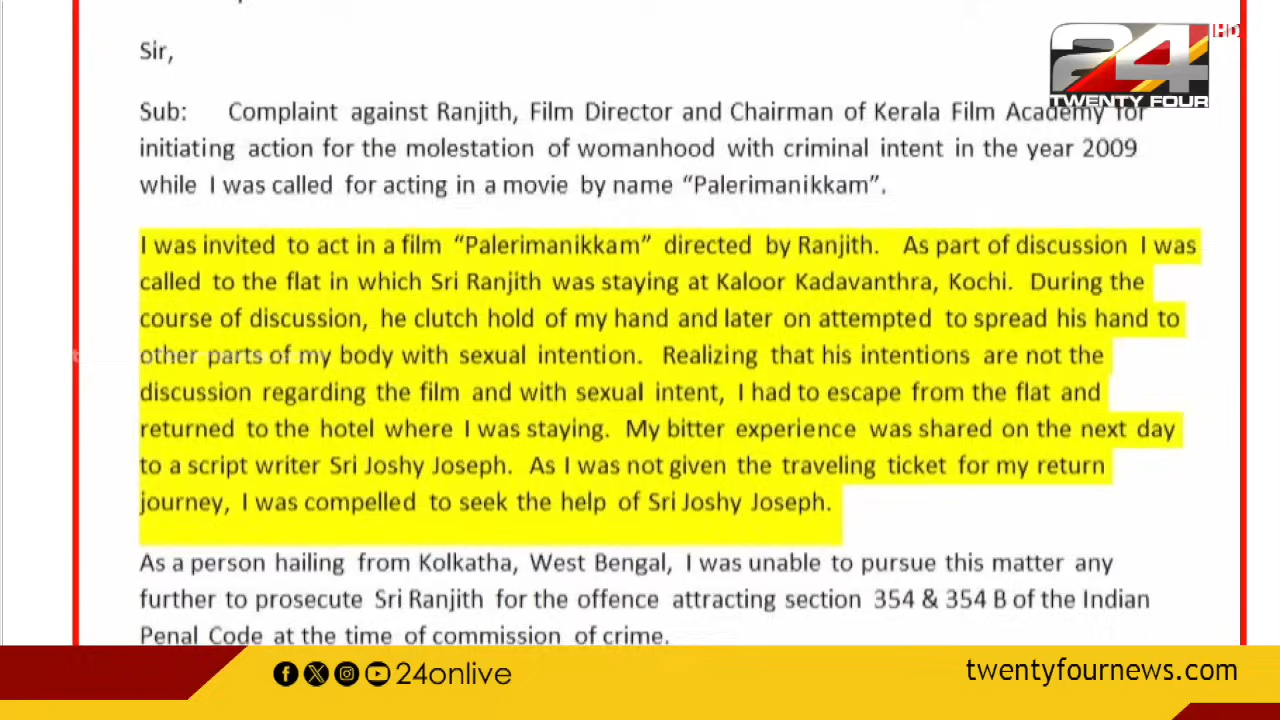 HD
24
TWENTY FOUR
Sir,
Sub: Complaint against Ranjith, Film Director and Chairman of Kerala Film Academy for
initiating action for the molestation of womanhood with criminal intent in the year 2009
while I was called for acting in a movie by name “Palerimanikkam”.
I was invited to act in a film “Palerimanikkam” directed by Ranjith. As part of discussion I was
called to the flat in which Sri Ranjith was staying at Kaloor Kadavanthra, Kochi. During the
course of discussion, he clutch hold of my hand and later on attempted to spread his hand to
other parts of my body with sexual intention. Realizing that his intentions are not the
discussion regarding the film and with sexual intent, I had to escape from the flat and
returned to the hotel where I was staying. My bitter experience was shared on the next day
to a script writer Sri Joshy Joseph. As I was not given the traveling ticket for my return
journey, I was compelled to seek the help of Sri Joshy Joseph.
As a person hailing from Kolkatha, West Bengal, I was unable to pursue this matter any
further to prosecute Sri Ranjith for the offence attracting section 354 & 354 B of the Indian
Penal Code at the time of commission of crime.
24onlive
twentyfournews.com